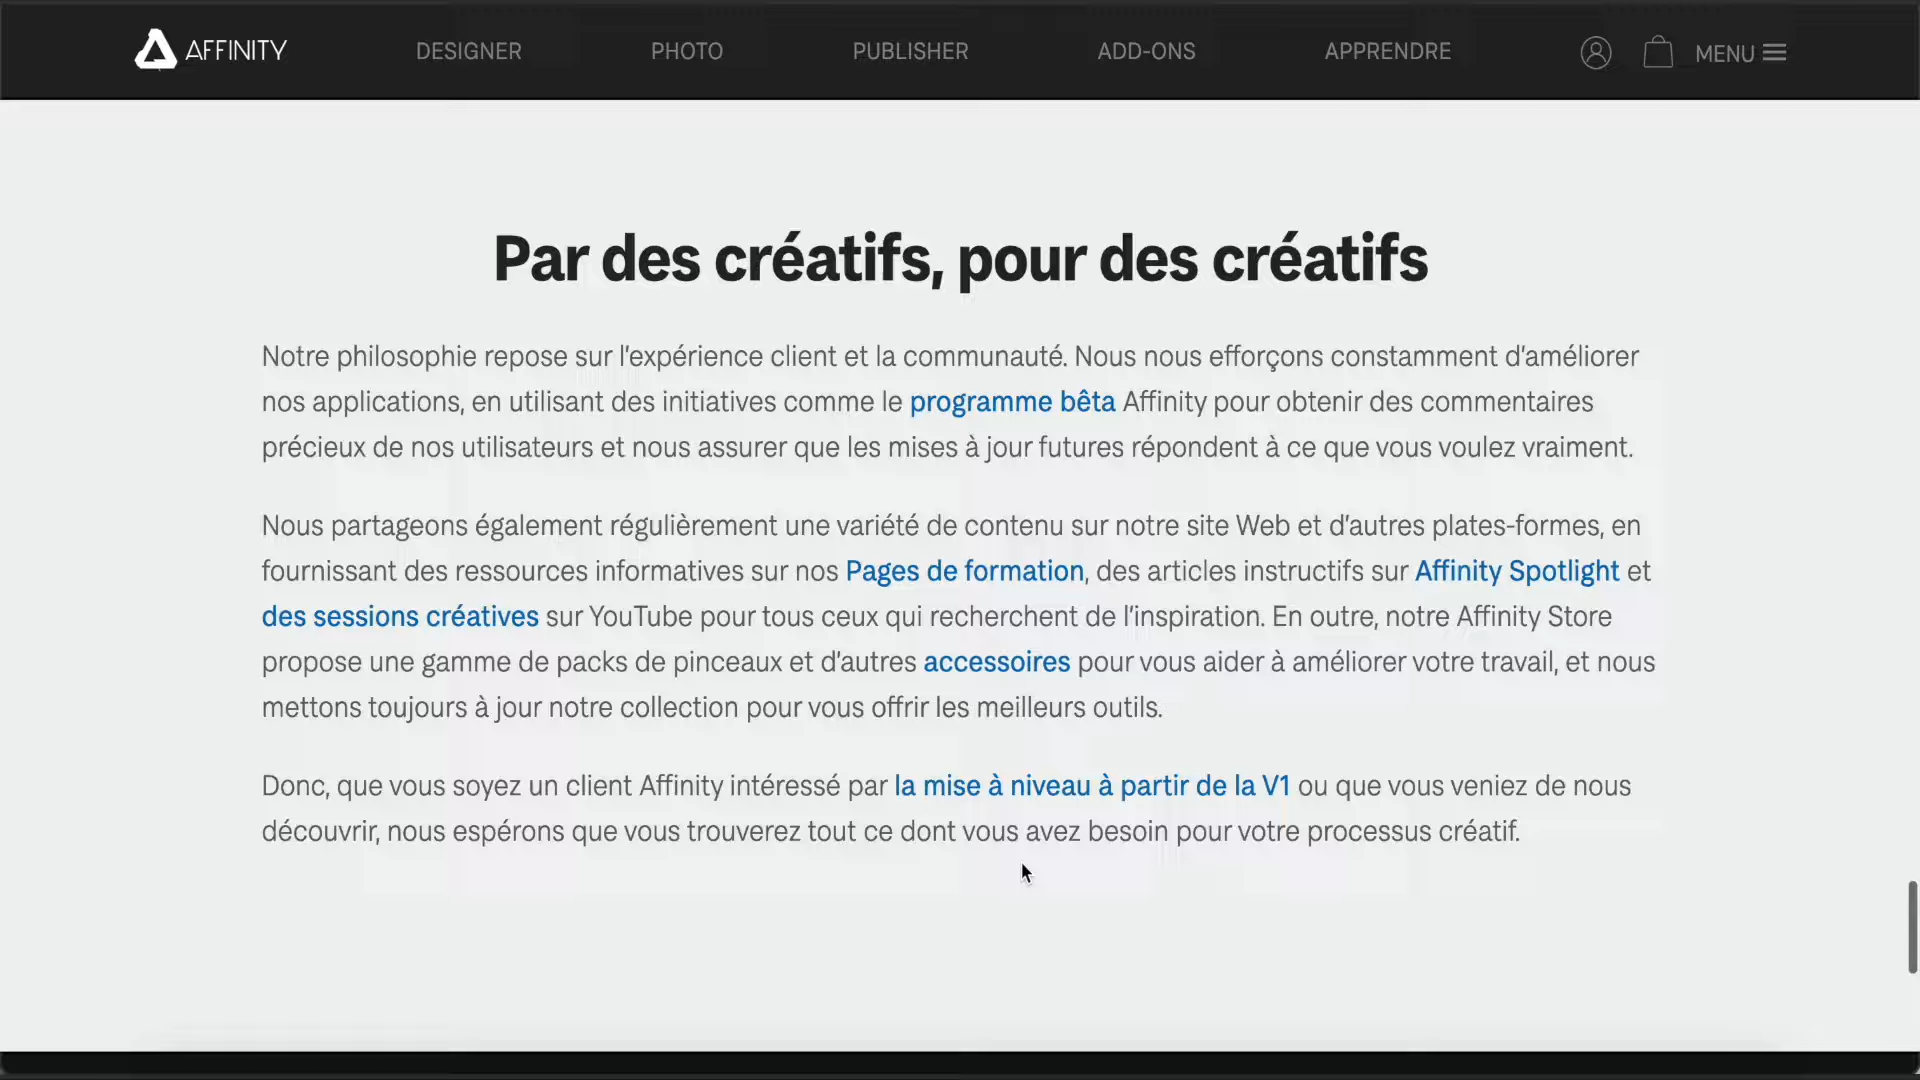 AFFINITY
DESIGNER
PHOTO
PUBLISHER
ADD-ONS
APPRENDRE
MENU
Par des créatifs, pour des créatifs
Notre philosophie repose sur l’expérience client et la communauté. Nous nous efforçons constamment d’améliorer
nos applications, en utilisant des initiatives comme le programme bêta Affinity pour obtenir des commentaires
précieux de nos utilisateurs et nous assurer que les mises à jour futures répondent à ce que vous voulez vraiment.
Nous partageons également régulièrement une variété de contenu sur notre site Web et d’autres plates-formes, en
fournissant des ressources informatives sur nos Pages de formation, des articles instructifs sur Affinity Spotlight et
des sessions créatives sur YouTube pour tous ceux qui recherchent de l’inspiration. En outre, notre Affinity Store
propose une gamme de packs de pinceaux et d’autres accessoires pour vous aider à améliorer votre travail, et nous
mettons toujours à jour notre collection pour vous offrir les meilleurs outils.
Donc, que vous soyez un client Affinity intéressé par la mise à niveau à partir de la V1 ou que vous veniez de nous
découvrir, nous espérons que vous trouverez tout ce dont vous avez besoin pour votre processus créatif.